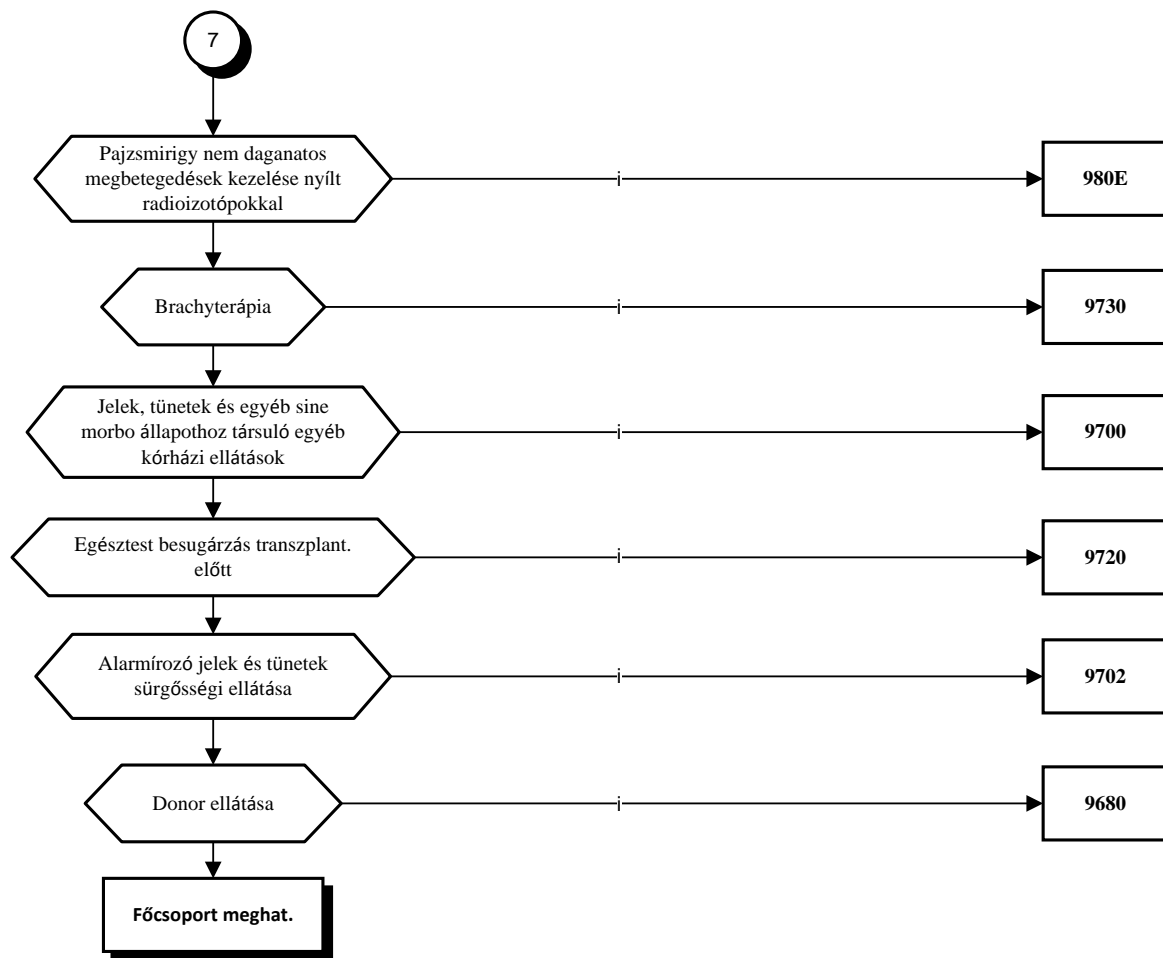 7
Pajzsmirigy nem daganatos
megbetegedések kezelése nyílt
radioizotópokkal
i
980E
Brachyterápia
i
9730
Jelek, tünetek és egyéb sine
morbo állapothoz társuló egyéb
kórházi ellátások
i
9700
Egésztest besugárzás transzplant.
előtt
i
9720
Alarmírozó jelek és tünetek
sürgősségi ellátása
i
9702
Donor ellátása
i
9680
Főcsoport meghat.